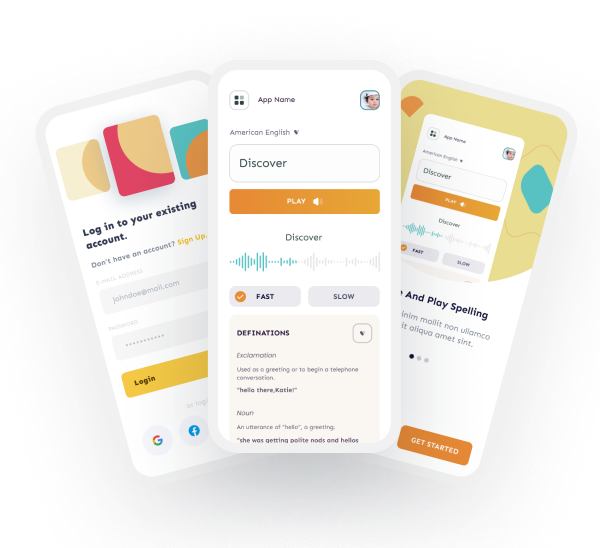 Log in to your existing
account.
Don't have an account? Sign Up.
E-MAIL ADDRESS
johndoe@mail.com
PASSWORD
Login
or login
App Name
American English
Discover
PLAY
Discover
FAST
SLOW
DEFINATIONS
Exclamation
Used as a greeting or to begin a telephone
conversation.
"hello there,Katie!"
Noun
An utterance of "hello", a greeting.
"she was getting polite nods and hellos
App Name
American English
Discover
PLAY
Discover
FAST
SLOW
e And Play Spelling
inim mollit non ullamco
it aliqua amet sint.
GET STARTED